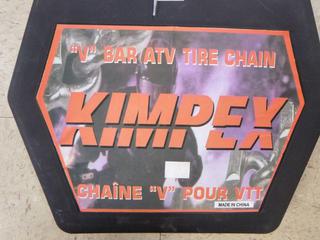 "V" BAR ATV TIRE CHAIN
KIMPEX
CHAÎNE "V" POUR VTT
MADE IN CHINA